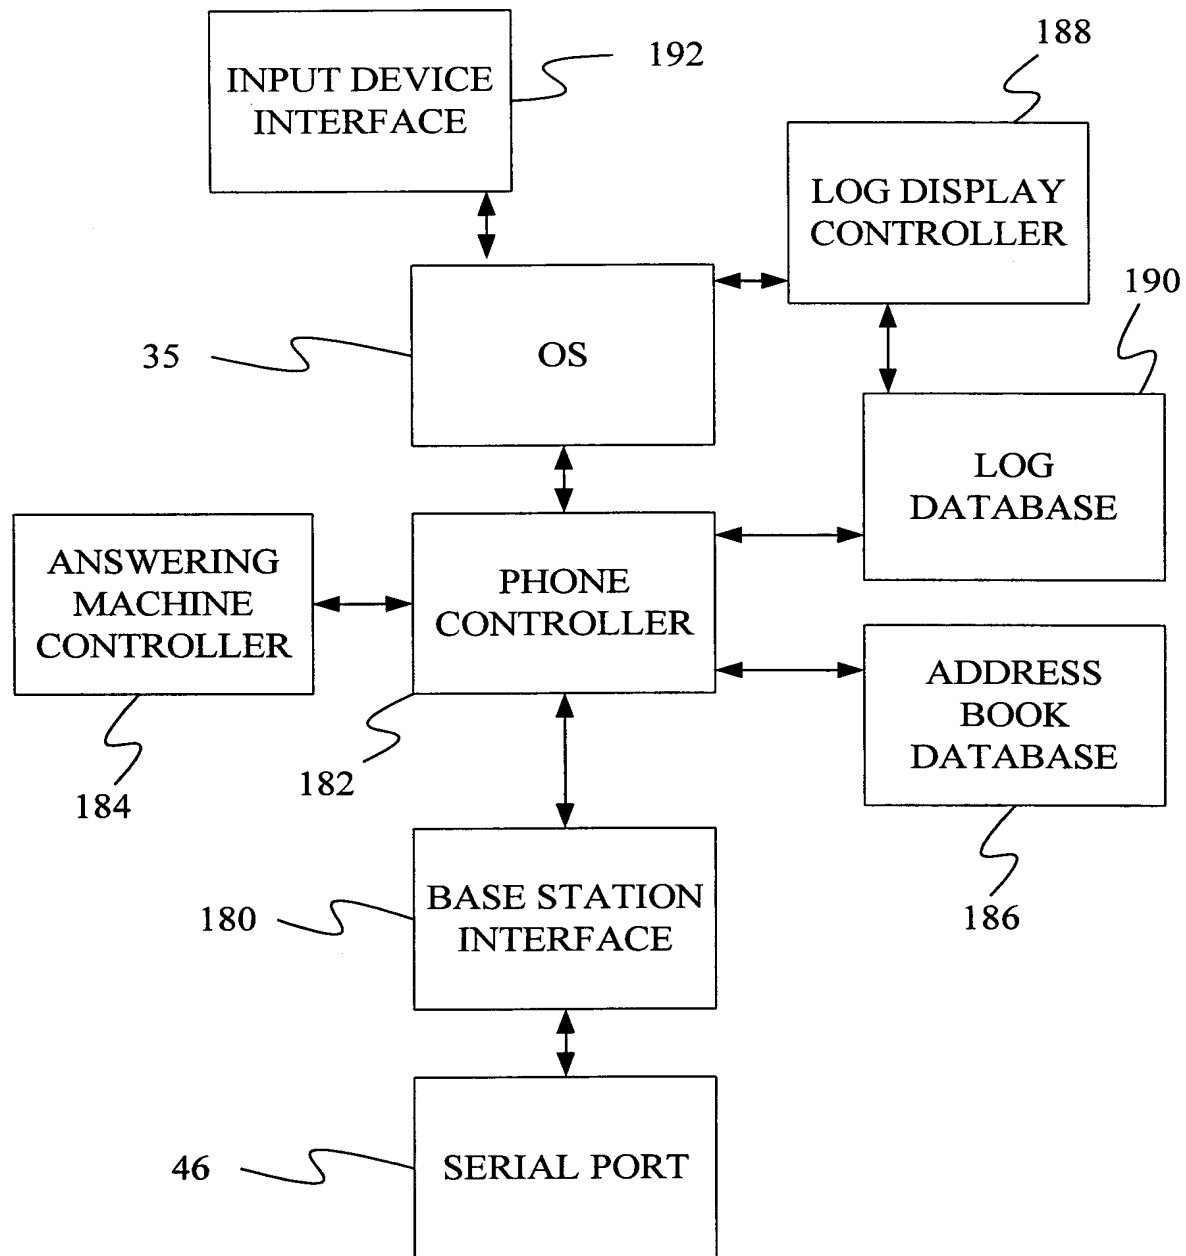 192
INPUT DEVICE
INTERFACE
188
LOG DISPLAY
CONTROLLER
35
OS
190
LOG
DATABASE
ANSWERING
MACHINE
CONTROLLER
184
PHONE
CONTROLLER
182
ADDRESS
BOOK
DATABASE
186
180
BASE STATION
INTERFACE
46
SERIAL PORT